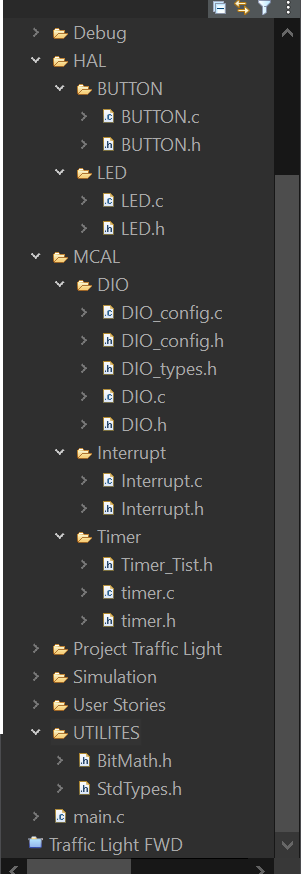 Debug
HAL
BUTTON
BUTTON.c
BUTTON.h
LED
LED.c
LED.h
MCAL
DIO
DIO_config.c
DIO_config.h
DIO_types.h
DIO.c
DIO.h
Interrupt
Interrupt.c
Interrupt.h
Timer
Timer_Tist.h
timer.c
timer.h
Project Traffic Light
Simulation
User Stories
UTILITES
BitMath.h
StdTypes.h
main.c
Traffic Light FWD